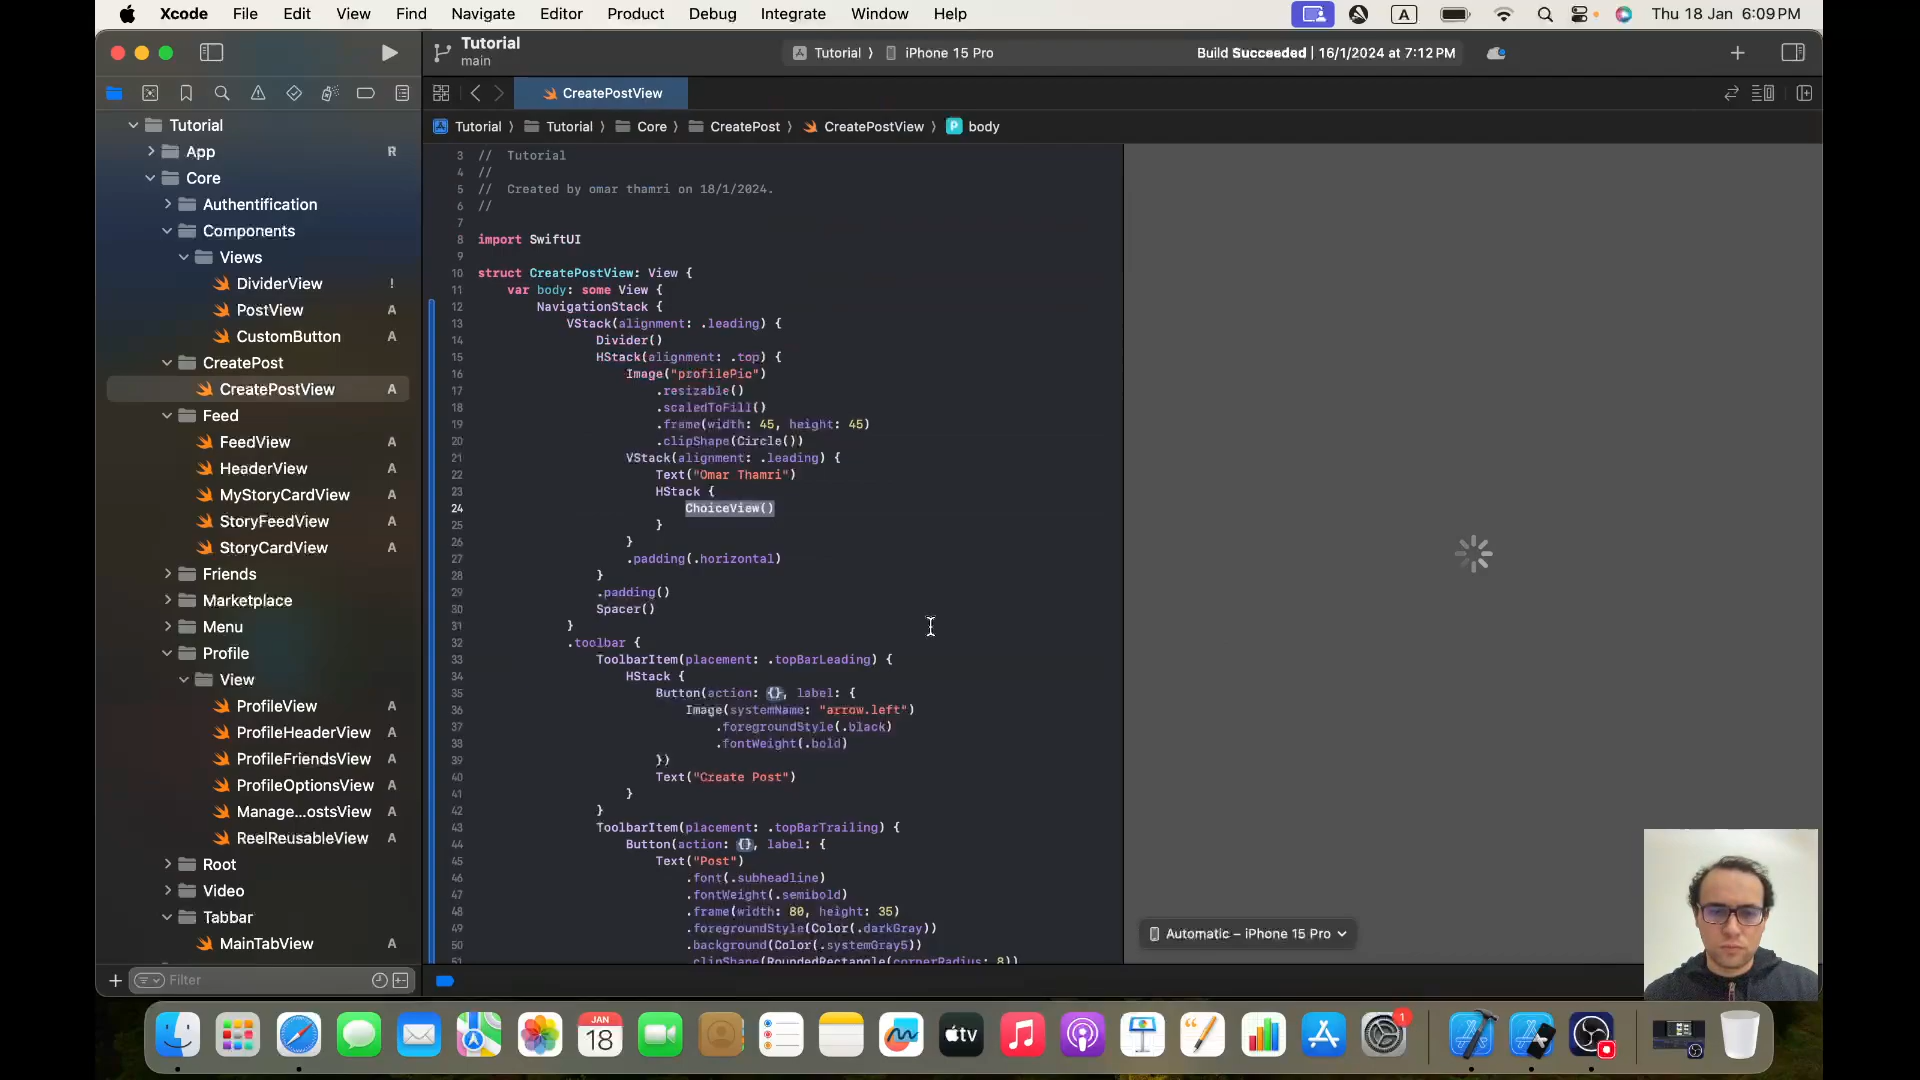 Xcode File Edit View Find Navigate Editor Product Debug Integrate Window Help A Thu 18 Jan 6:09 PM
Tutorial
main
Tutorial 〉 iPhone 15 Pro
Build Succeeded | 16/1/2024 at 7:12 PM
CreatePostView
Tutorial 〉 Tutorial 〉 Core 〉 CreatePost 〉 CreatePostView 〉 P body
Tutorial
App R
Core
Authentification
Components
Views
DividerView !
PostView A
CustomButton A
CreatePost
CreatePostView A
Feed
FeedView A
HeaderView A
MyStoryCardView A
StoryFeedView A
StoryCardView A
Friends
Marketplace
Menu
Profile
View
ProfileView A
ProfileHeaderView A
ProfileFriendsView A
ProfileOptionsView A
Manage...ostsView A
ReelReusableView A
Root
Video
Tabbar
MainTabView A
Filter
3 // Tutorial
4 //
5 // Created by omar thamri on 18/1/2024.
6 //
7
8 import SwiftUI
9
10 struct CreatePostView: View {
11 var body: some View {
12 NavigationStack {
13 VStack(alignment: .leading) {
14 Divider()
15 HStack(alignment: .top) {
16 Image("profilePic")
17 .resizable()
18 .scaledToFill()
19 .frame(width: 45, height: 45)
20 .clipShape(Circle())
21 VStack(alignment: .leading) {
22 Text("Omar Thamri")
23 HStack {
24 ChoiceView()
25 }
26 }
27 .padding(.horizontal)
28 }
29 .padding()
30 Spacer()
31 }
32 .toolbar {
33 ToolbarItem(placement: .topBarLeading) {
34 HStack {
35 Button(action: {}, label: {
36 Image(systemName: "arrow.left")
37 .foregroundStyle(.black)
38 .fontWeight(.bold)
39 })
40 Text("Create Post")
41 }
42 }
43 ToolbarItem(placement: .topBarTrailing) {
44 Button(action: {}, label: {
45 Text("Post")
46 .font(.subheadline)
47 .fontWeight(.semibold)
48 .frame(width: 80, height: 35)
49 .foregroundStyle(Color(.darkGray))
50 .background(Color(.systemGray5))
51 .clipShape(RoundedRectangle(cornerRadius: 8))
Automatic – iPhone 15 Pro
JAN
18
tv
1